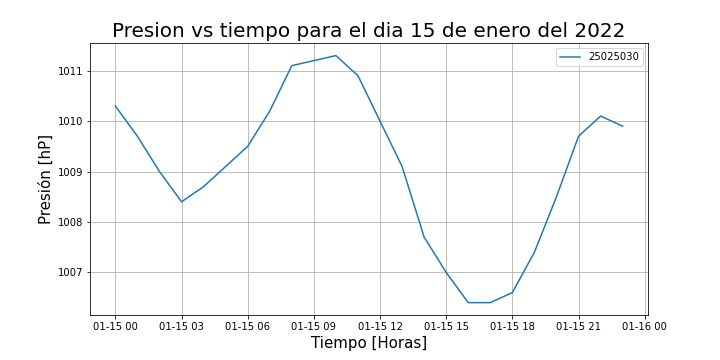 Presion vs tiempo para el dia 15 de enero del 2022
25025030
1011
1010
1009
1008
1007
Presión [hP]
01-15 00 01-15 03 01-15 06 01-15 09 01-15 12 01-15 15 01-15 18 01-15 21 01-16 00
Tiempo [Horas]